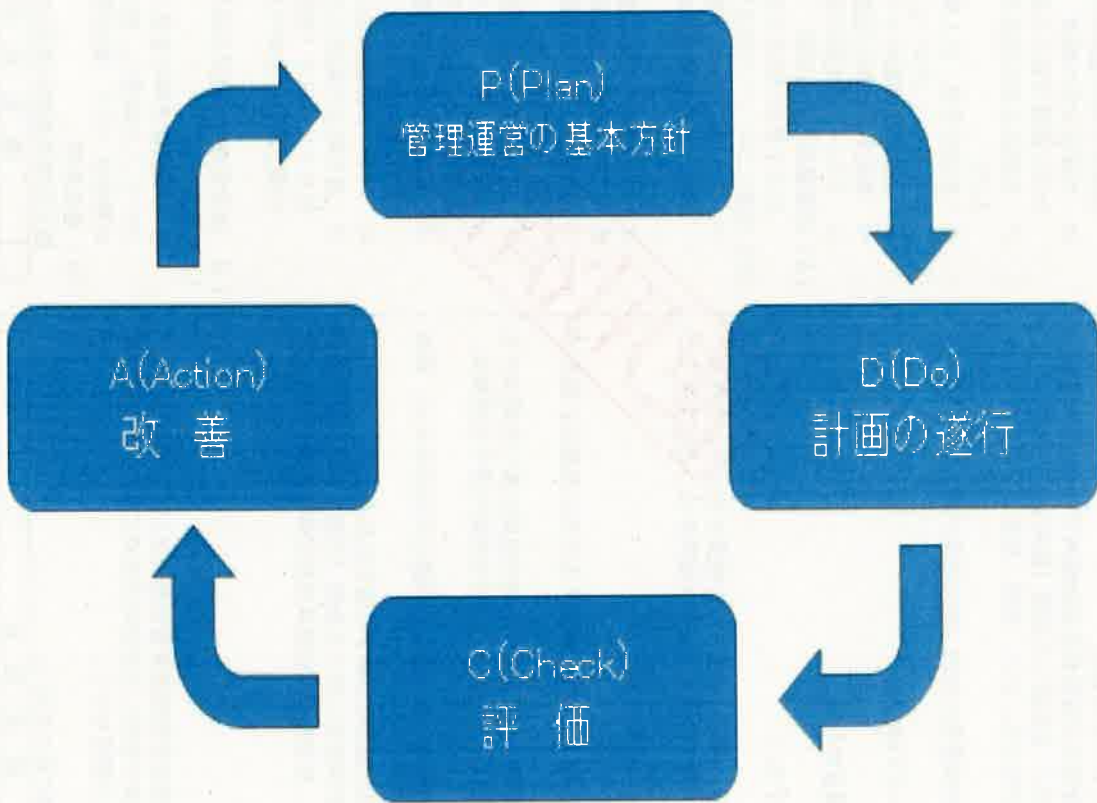 P(Plan)
管理運営の基本方針
D(Do)
計画の遂行
C(Check)
評 価
A(Action)
改 善